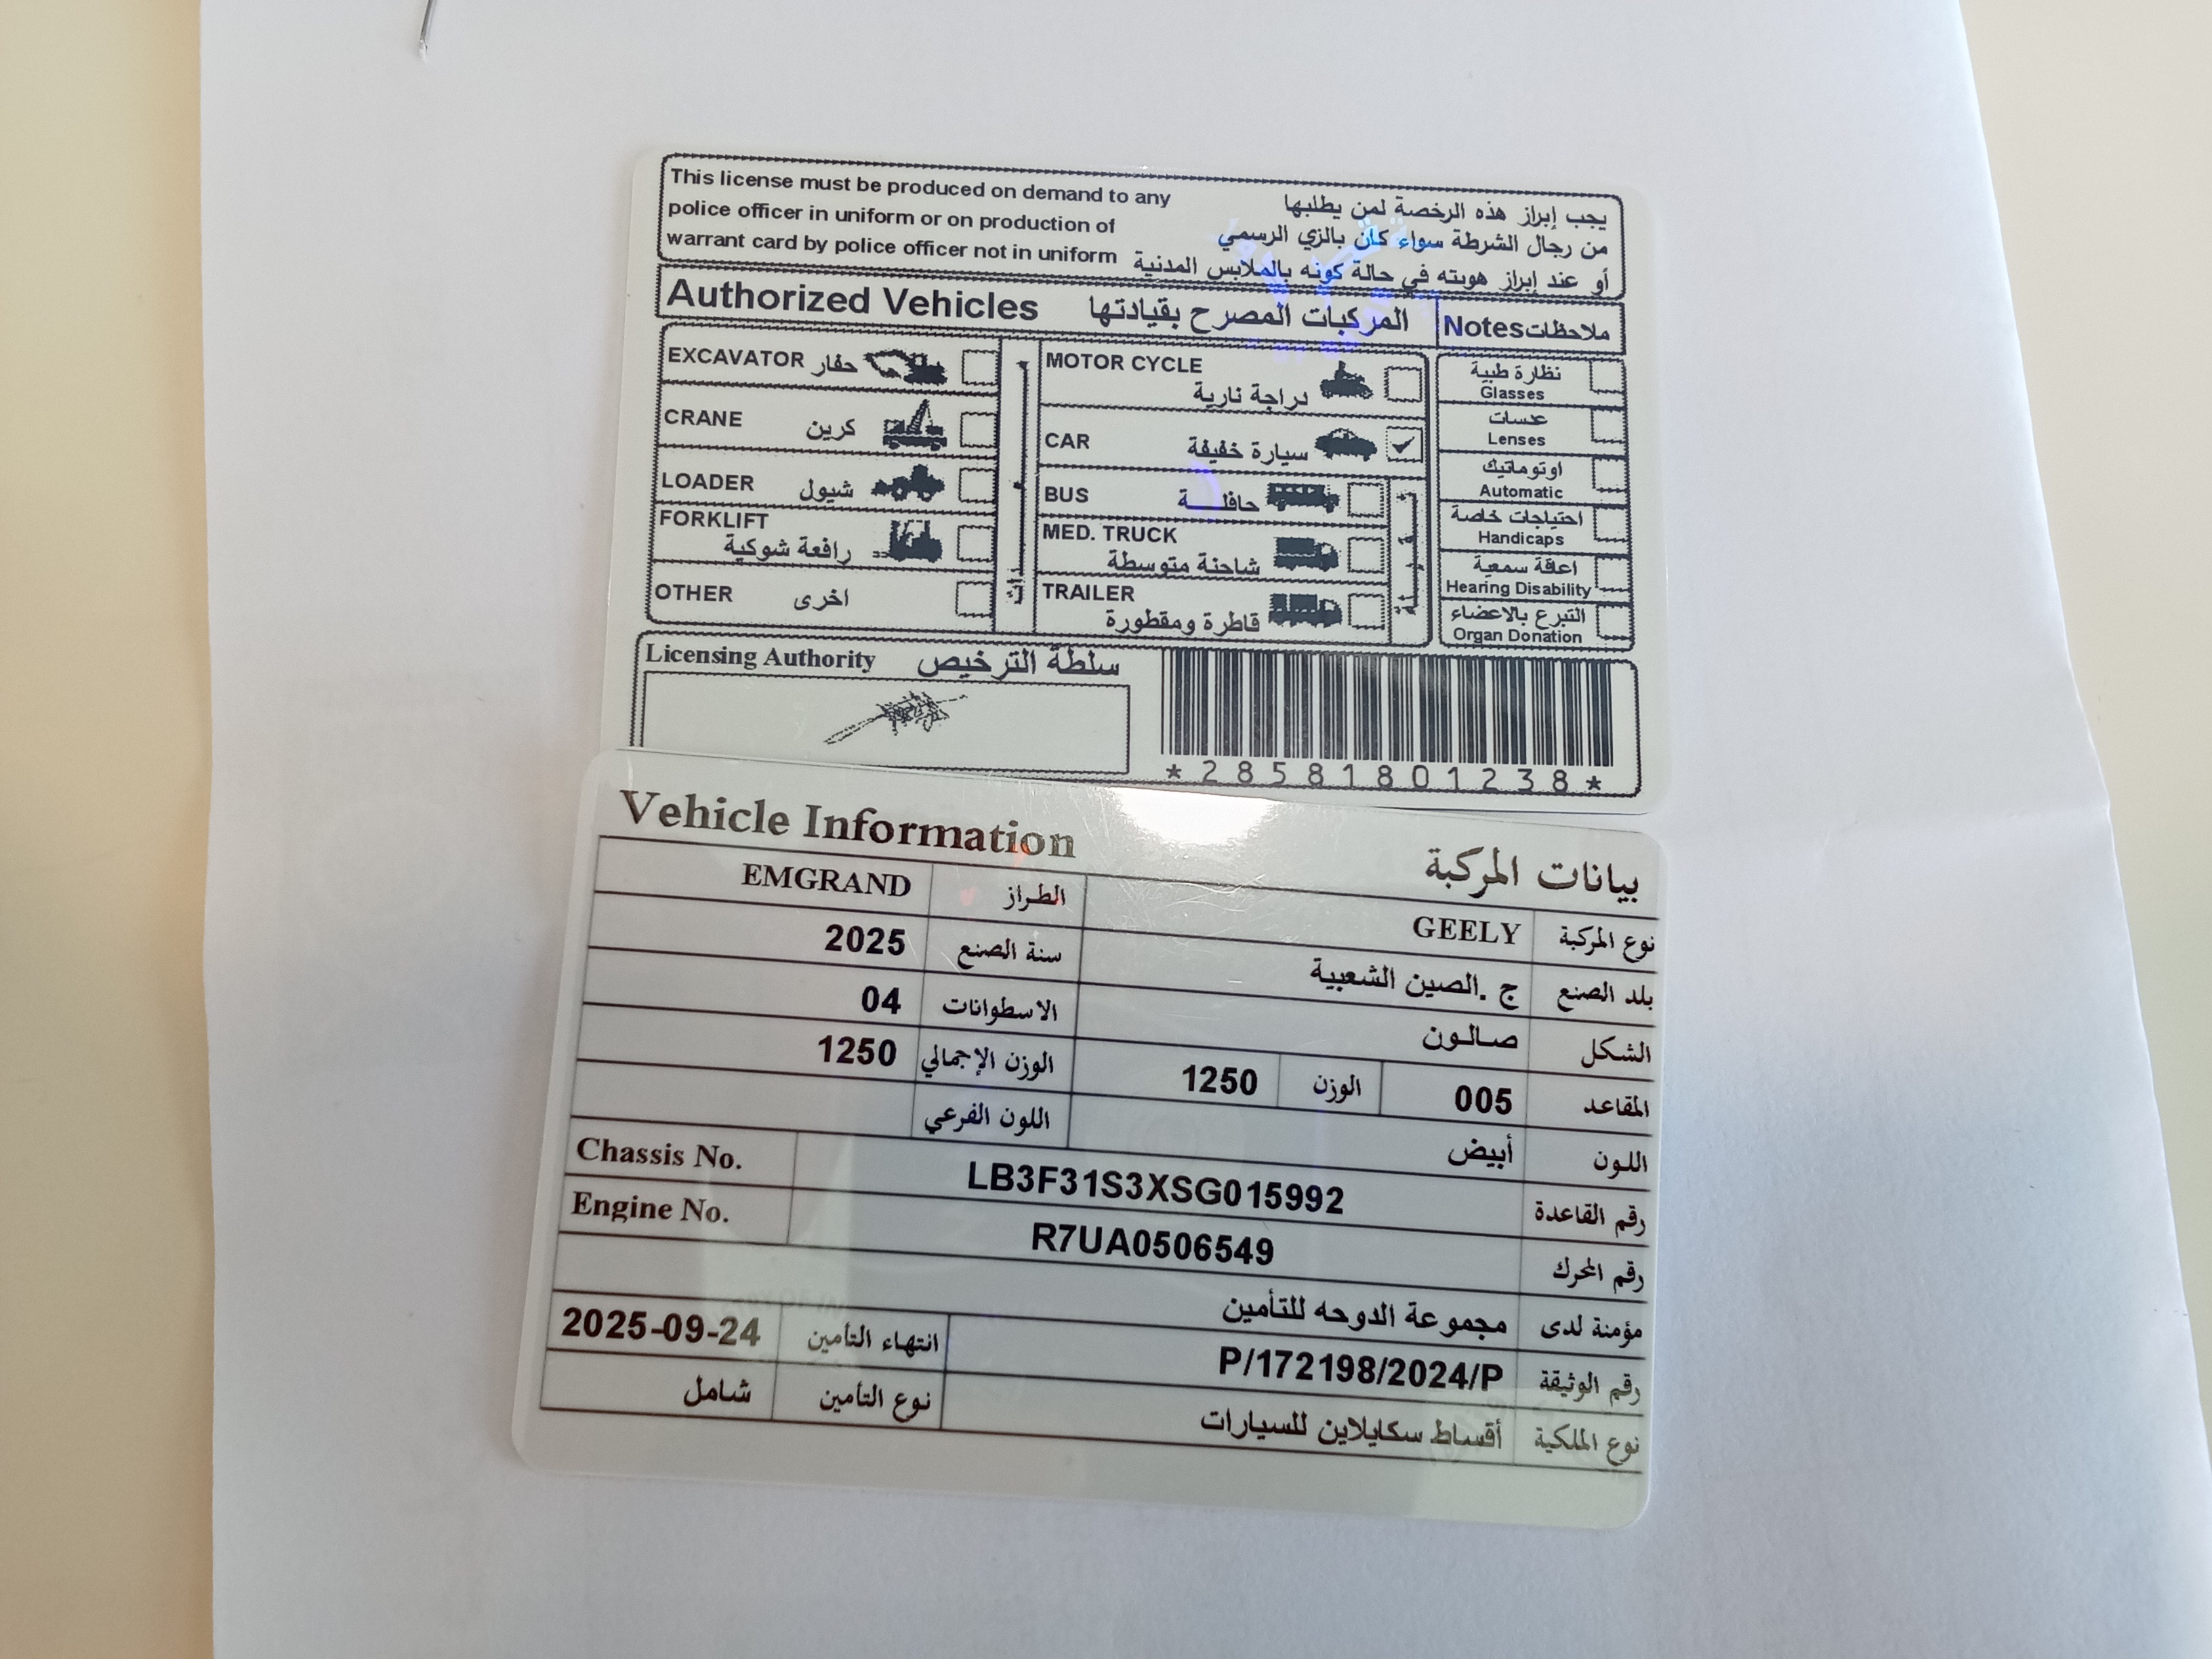 This license must be produced on demand to any
police officer in uniform or on production of
warrant card by police officer not in uniform
يجب إبراز هذه الرخصة لمن يطلبها
من رجال الشرطة سواء كان بالزي الرسمي
أو عند إبراز هويته في حالة كونه بالملابس المدنية
Authorized Vehicles المركبات المصرح بقيادتها
Notes ملاحظات
EXCAVATOR حفار
CRANE كرين
LOADER شيول
FORKLIFT
رافعة شوكية
OTHER اخرى
MOTOR CYCLE
دراجة نارية
CAR سيارة خفيفة
BUS حافلـــة
MED. TRUCK
شاحنة متوسطة
TRAILER
قاطرة ومقطورة
نظارة طبية
Glasses
عدسات
Lenses
اوتوماتيك
Automatic
احتياجات خاصة
Handicaps
اعاقة سمعية
Hearing Disability
التبرع بالاعضاء
Organ Donation
Licensing Authority سلطة الترخيص
*28581801238*
Vehicle Information بيانات المركبة
نوع المركبة GEELY الطراز EMGRAND
بلد الصنع ج .الصين الشعبية سنة الصنع 2025
الشكل صالون الاسطوانات 04
المقاعد 005 الوزن 1250 الوزن الإجمالي 1250
اللون أبيض اللون الفرعي
رقم القاعدة LB3F31S3XSG015992 Chassis No.
رقم المحرك R7UA0506549 Engine No.
مؤمنة لدى مجموعة الدوحه للتأمين
رقم الوثيقة P/172198/2024/P انتهاء التأمين 2025-09-24
نوع الملكية أقساط سكايلاين للسيارات نوع التأمين شامل